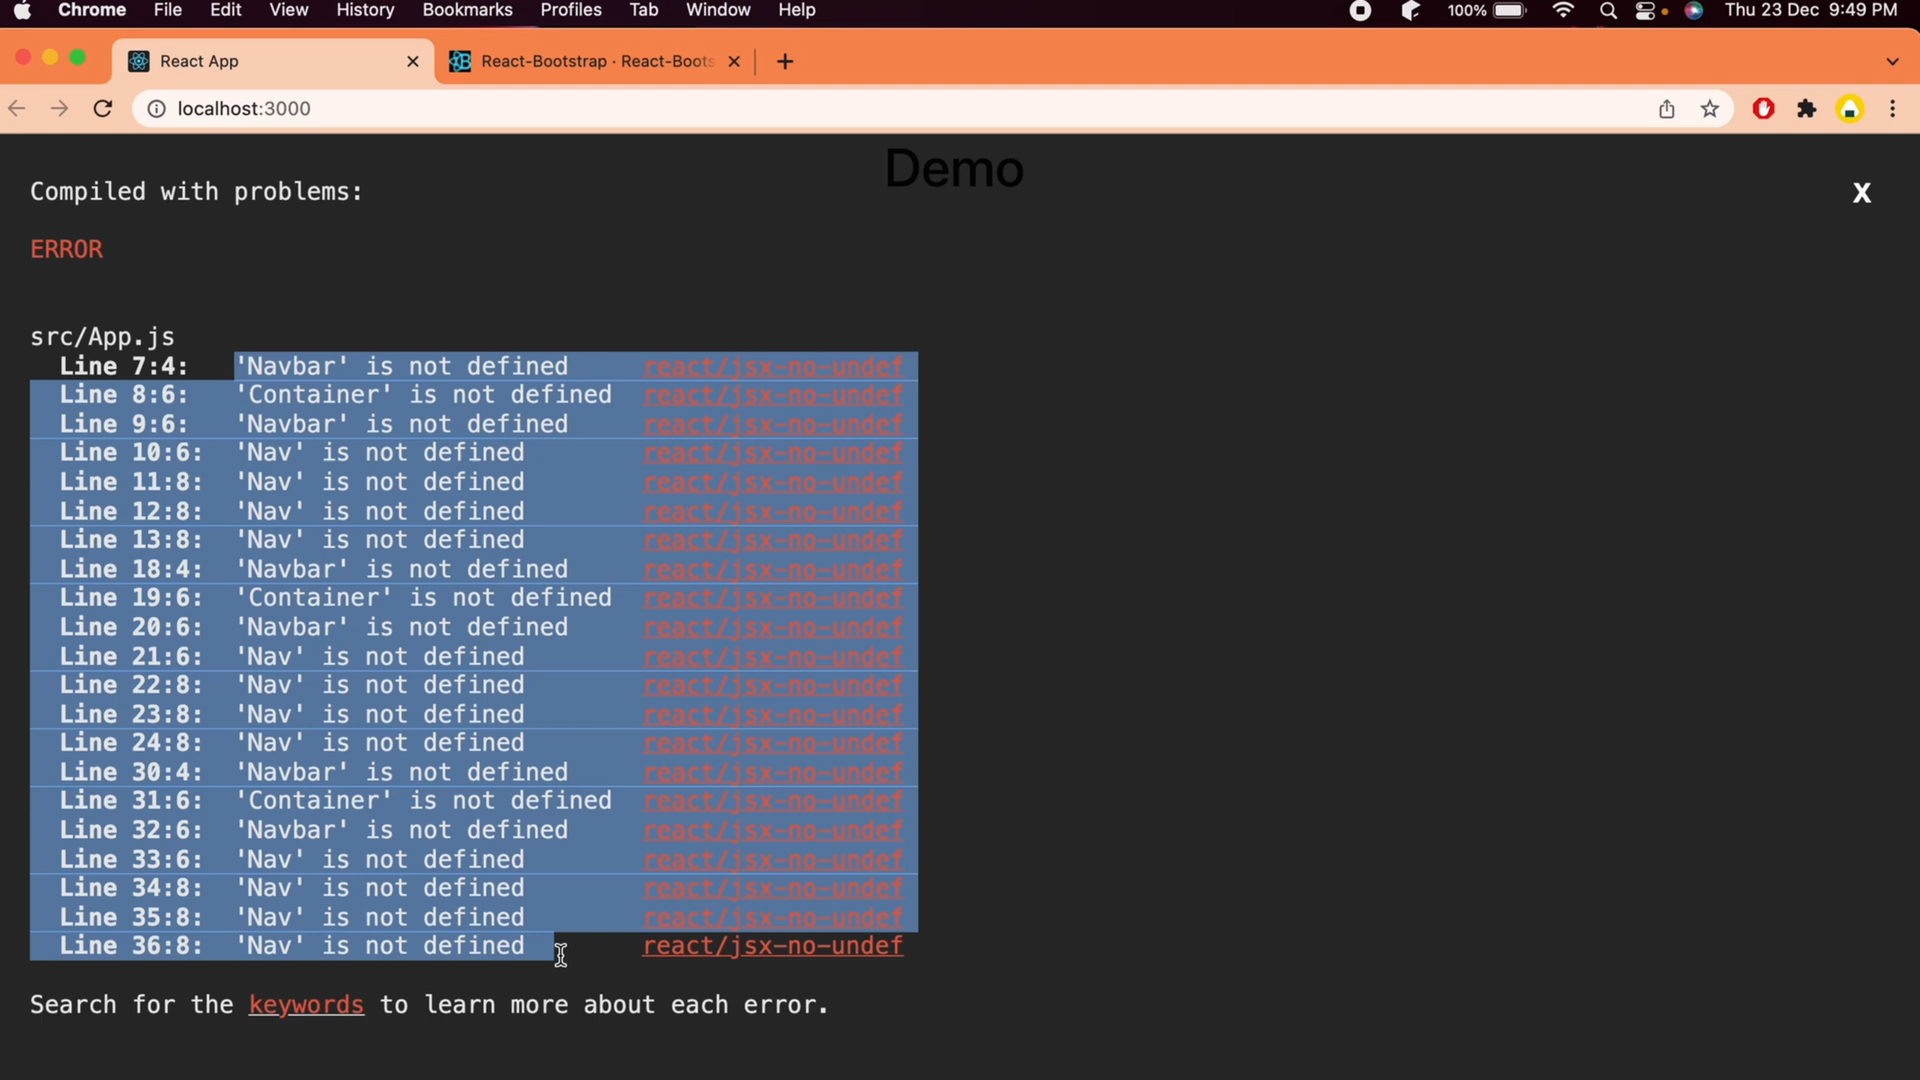 Chrome File Edit View History Bookmarks Profiles Tab Window Help 100% Thu 23 Dec 9:49 PM
React App React-Bootstrap · React-Boots
localhost:3000
Demo
Compiled with problems:
X
ERROR
src/App.js
Line 7:4: 'Navbar' is not defined react/jsx-no-undef
Line 8:6: 'Container' is not defined react/jsx-no-undef
Line 9:6: 'Navbar' is not defined react/jsx-no-undef
Line 10:6: 'Nav' is not defined react/jsx-no-undef
Line 11:8: 'Nav' is not defined react/jsx-no-undef
Line 12:8: 'Nav' is not defined react/jsx-no-undef
Line 13:8: 'Nav' is not defined react/jsx-no-undef
Line 18:4: 'Navbar' is not defined react/jsx-no-undef
Line 19:6: 'Container' is not defined react/jsx-no-undef
Line 20:6: 'Navbar' is not defined react/jsx-no-undef
Line 21:6: 'Nav' is not defined react/jsx-no-undef
Line 22:8: 'Nav' is not defined react/jsx-no-undef
Line 23:8: 'Nav' is not defined react/jsx-no-undef
Line 24:8: 'Nav' is not defined react/jsx-no-undef
Line 30:4: 'Navbar' is not defined react/jsx-no-undef
Line 31:6: 'Container' is not defined react/jsx-no-undef
Line 32:6: 'Navbar' is not defined react/jsx-no-undef
Line 33:6: 'Nav' is not defined react/jsx-no-undef
Line 34:8: 'Nav' is not defined react/jsx-no-undef
Line 35:8: 'Nav' is not defined react/jsx-no-undef
Line 36:8: 'Nav' is not defined react/jsx-no-undef
Search for the keywords to learn more about each error.